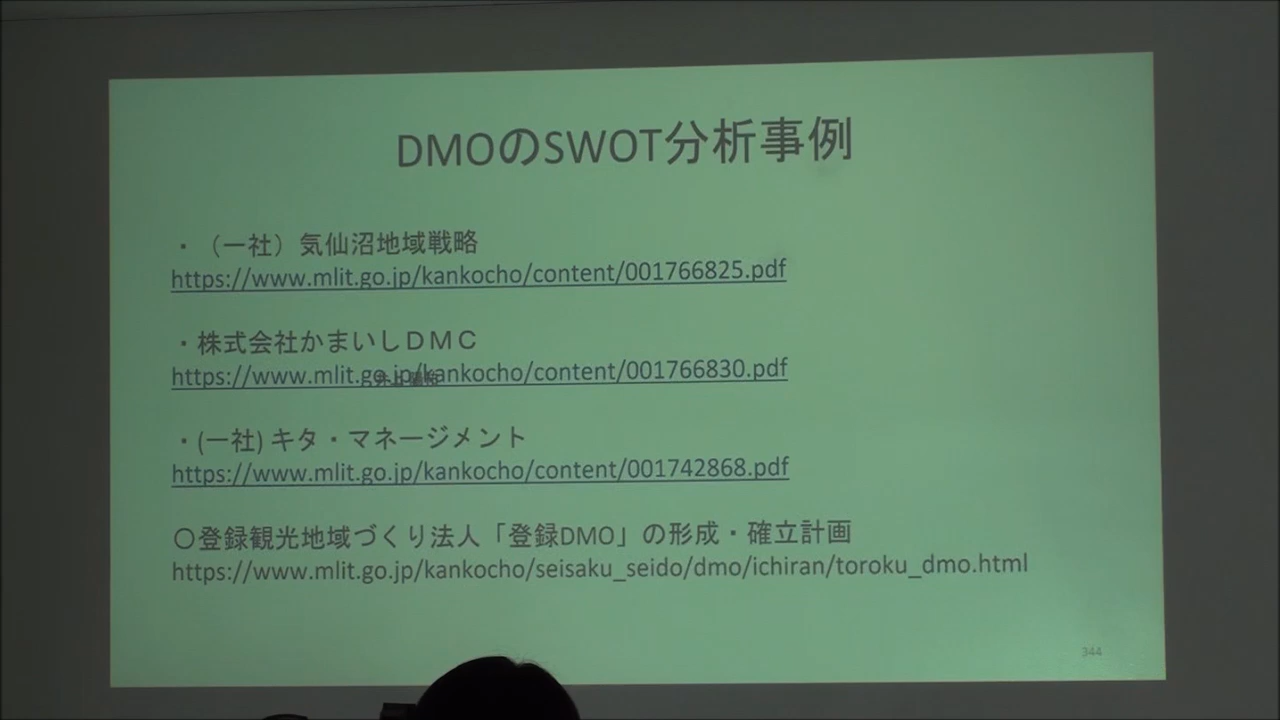 DMOのSWOT分析事例
・（一社）気仙沼地域戦略
https://www.mlit.go.jp/kankocho/content/001766825.pdf
・株式会社かまいしＤＭＣ
https://www.mlit.go.jp/kankocho/content/001766830.pdf
・(一社) キタ・マネージメント
https://www.mlit.go.jp/kankocho/content/001742868.pdf
〇登録観光地域づくり法人「登録DMO」の形成・確立計画
https://www.mlit.go.jp/kankocho/seisaku_seido/dmo/ichiran/toroku_dmo.html
344